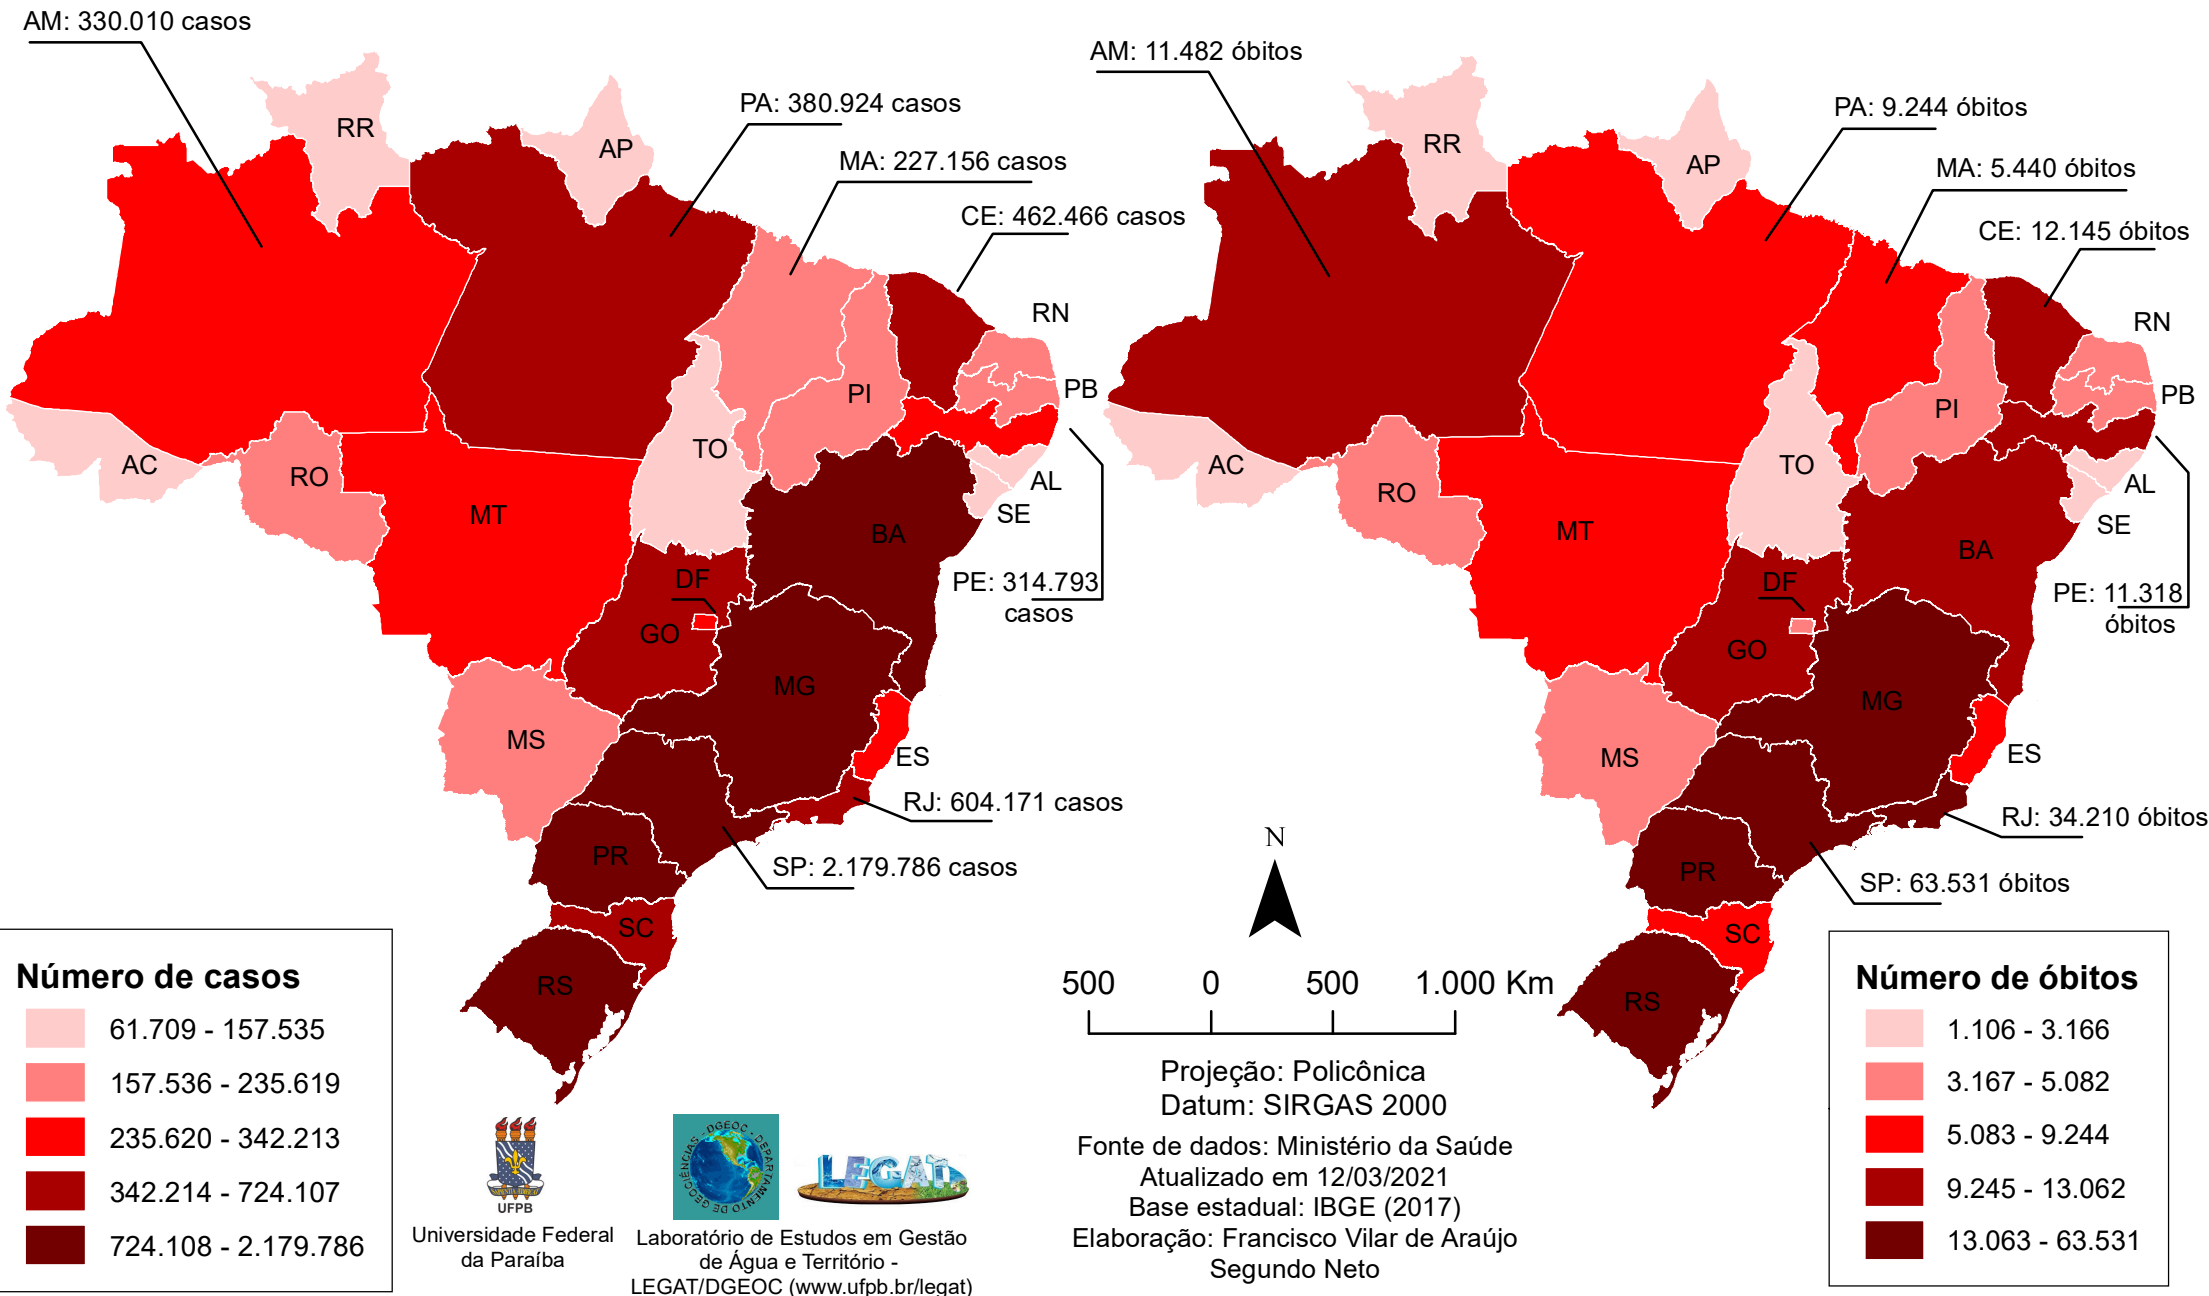 AM: 330.010 casos
RR
AP
PA: 380.924 casos
MA: 227.156 casos
CE: 462.466 casos
RN
PB
PI
TO
AC
RO
MT
BA
AL
SE
PE: 314.793
casos
DF
GO
MG
MS
ES
RJ: 604.171 casos
SP: 2.179.786 casos
PR
SC
RS
Número de casos
61.709 - 157.535
157.536 - 235.619
235.620 - 342.213
342.214 - 724.107
724.108 - 2.179.786
UFPB
Universidade Federal
da Paraíba
DGEOC - DEPARTAMENTO DE GEOCIÊNCIAS -
LEGAT
Laboratório de Estudos em Gestão
de Água e Território -
LEGAT/DGEOC (www.ufpb.br/legat)
AM: 11.482 óbitos
RR
AP
PA: 9.244 óbitos
MA: 5.440 óbitos
CE: 12.145 óbitos
RN
PB
PI
TO
AC
RO
MT
BA
AL
SE
PE: 11.318
óbitos
DF
GO
MG
MS
ES
RJ: 34.210 óbitos
SP: 63.531 óbitos
PR
SC
RS
N
500 0 500 1.000 Km
Projeção: Policônica
Datum: SIRGAS 2000
Fonte de dados: Ministério da Saúde
Atualizado em 12/03/2021
Base estadual: IBGE (2017)
Elaboração: Francisco Vilar de Araújo
Segundo Neto
Número de óbitos
1.106 - 3.166
3.167 - 5.082
5.083 - 9.244
9.245 - 13.062
13.063 - 63.531